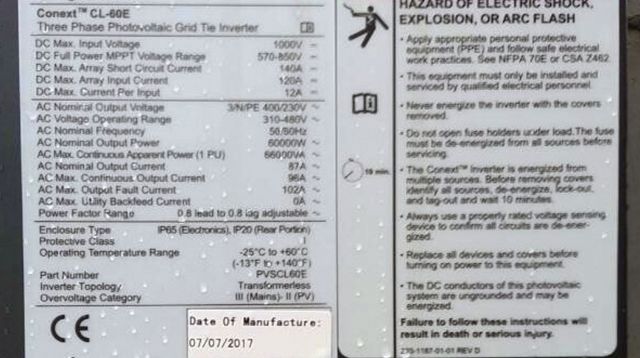 Conext™ CL-60E
Three Phase Photovoltaic Grid Tie Inverter
DC Max. Input Voltage 1000V ⎓
DC Full Power MPPT Voltage Range 570-850V ⎓
DC Max. Array Short Circuit Current 140A ⎓
DC Max. Array Input Current 120A ⎓
DC Max. Current Per Input 12A ⎓
AC Nominal Output Voltage 3/N/PE 400/230V ~
AC Voltage Operating Range 310-480V ~
AC Nominal Frequency 50/60Hz
AC Nominal Output Power 60000W ~
AC Max. Continuous Apparent Power (1 PU) 66000VA ~
AC Nominal Output Current 87A ~
AC Max. Continuous Output Current 96A ~
AC Max. Output Fault Current 102A ~
AC Max. Utility Backfeed Current 0A ~
Power Factor Range 0.8 lead to 0.8 lag adjustable ~
Enclosure Type IP65 (Electronics), IP20 (Rear Portion)
Protective Class I
Operating Temperature Range -25°C to +60°C
(-13°F to +140°F)
Part Number PVSCL60E
Inverter Topology Transformerless
Overvoltage Category III (Mains)- II (PV)
CE
Date Of Manufacture:
07/07/2017
HAZARD OF ELECTRIC SHOCK,
EXPLOSION, OR ARC FLASH
• Apply appropriate personal protective
equipment (PPE) and follow safe electrical
work practices. See NFPA 70E or CSA Z462.
• This equipment must only be installed and
serviced by qualified electrical personnel.
• Never energize the inverter with the covers
removed.
• Do not open fuse holders under load.The fuse
must be de-energized from all sources before
servicing.
10 min.
• The Conext™ Inverter is energized from
multiple sources. Before removing covers
identify all sources, de-energize, lock-out,
and tag-out and wait 10 minutes.
• Always use a properly rated voltage sensing
device to confirm all circuits are de-ener-
gized.
• Replace all devices and covers before
turning on power to this equipment.
• The DC conductors of this photovoltaic
system are ungrounded and may be
energized.
Failure to follow these instructions will
result in death or serious injury.
270-1187-01-01 REV D